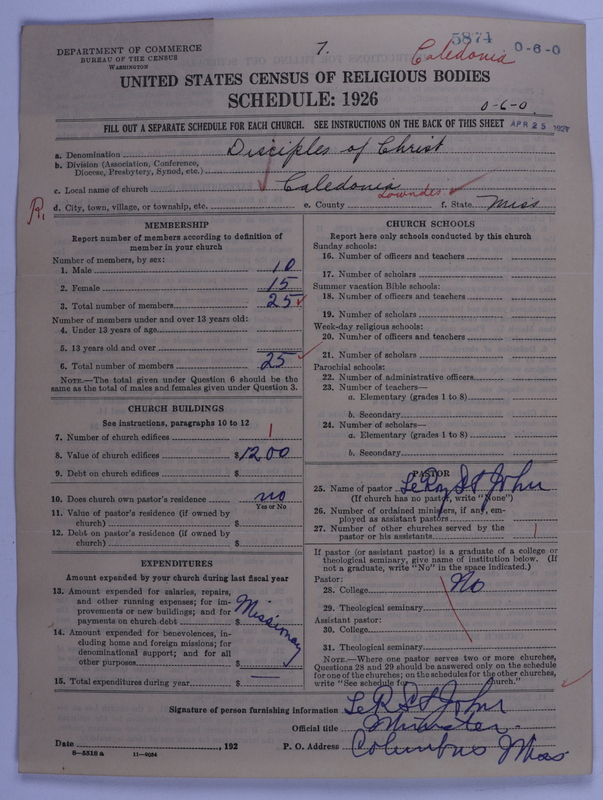 DEPARTMENT OF COMMERCE
BUREAU OF THE CENSUS
WASHINGTON
7.
5874
Caledonia
0-6-0
UNITED STATES CENSUS OF RELIGIOUS BODIES
SCHEDULE: 1926
0-6-0.
FILL OUT A SEPARATE SCHEDULE FOR EACH CHURCH. SEE INSTRUCTIONS ON THE BACK OF THIS SHEET
APR 25 1927
a. Denomination Disciples of Christ
b. Division (Association, Conference,
Diocese, Presbytery, Synod, etc.)
c. Local name of church Caledonia
R, d. City, town, village, or township, etc. e. County Lowndes f. State Miss
MEMBERSHIP
Report number of members according to definition of
member in your church
Number of members, by sex:
1. Male 10
2. Female 15
3. Total number of members 25
Number of members under and over 13 years old:
4. Under 13 years of age
5. 13 years old and over
6. Total number of members 25
NOTE.—The total given under Question 6 should be the
same as the total of males and females given under Question 3.
CHURCH BUILDINGS
See instructions, paragraphs 10 to 12
7. Number of church edifices 1
8. Value of church edifices $1200
9. Debt on church edifices $
10. Does church own pastor's residence no
Yes or No
11. Value of pastor's residence (if owned by
church) $
12. Debt on pastor's residence (if owned by
church) $
EXPENDITURES
Amount expended by your church during last fiscal year
13. Amount expended for salaries, repairs,
and other running expenses; for im-
provements or new buildings; and for
payments on church debt $
Missionary
14. Amount expended for benevolences, in-
cluding home and foreign missions; for
denominational support; and for all
other purposes $
15. Total expenditures during year $ —
CHURCH SCHOOLS
Report here only schools conducted by this church
Sunday schools:
16. Number of officers and teachers
17. Number of scholars
Summer vacation Bible schools:
18. Number of officers and teachers
19. Number of scholars
Week-day religious schools:
20. Number of officers and teachers
21. Number of scholars
Parochial schools:
22. Number of administrative officers
23. Number of teachers—
a. Elementary (grades 1 to 8)
b. Secondary
24. Number of scholars—
a. Elementary (grades 1 to 8)
b. Secondary
PASTOR
25. Name of pastor LeRoy St John
(If church has no pastor, write "None")
26. Number of ordained ministers, if any, em-
ployed as assistant pastors
27. Number of other churches served by the
pastor or his assistants 1
If pastor (or assistant pastor) is a graduate of a college or
theological seminary, give name of institution below. (If
not a graduate, write "No" in the space indicated.)
Pastor:
28. College No
29. Theological seminary
Assistant pastor:
30. College
31. Theological seminary
NOTE.—Where one pastor serves two or more churches,
Questions 28 and 29 should be answered only on the schedule
for one of the churches; on the schedules for the other churches,
write "See schedule for church."
Signature of person furnishing information LeR St John
Official title Minister
Date , 192 P. O. Address Columbus Miss
8—5518 a 11—9054